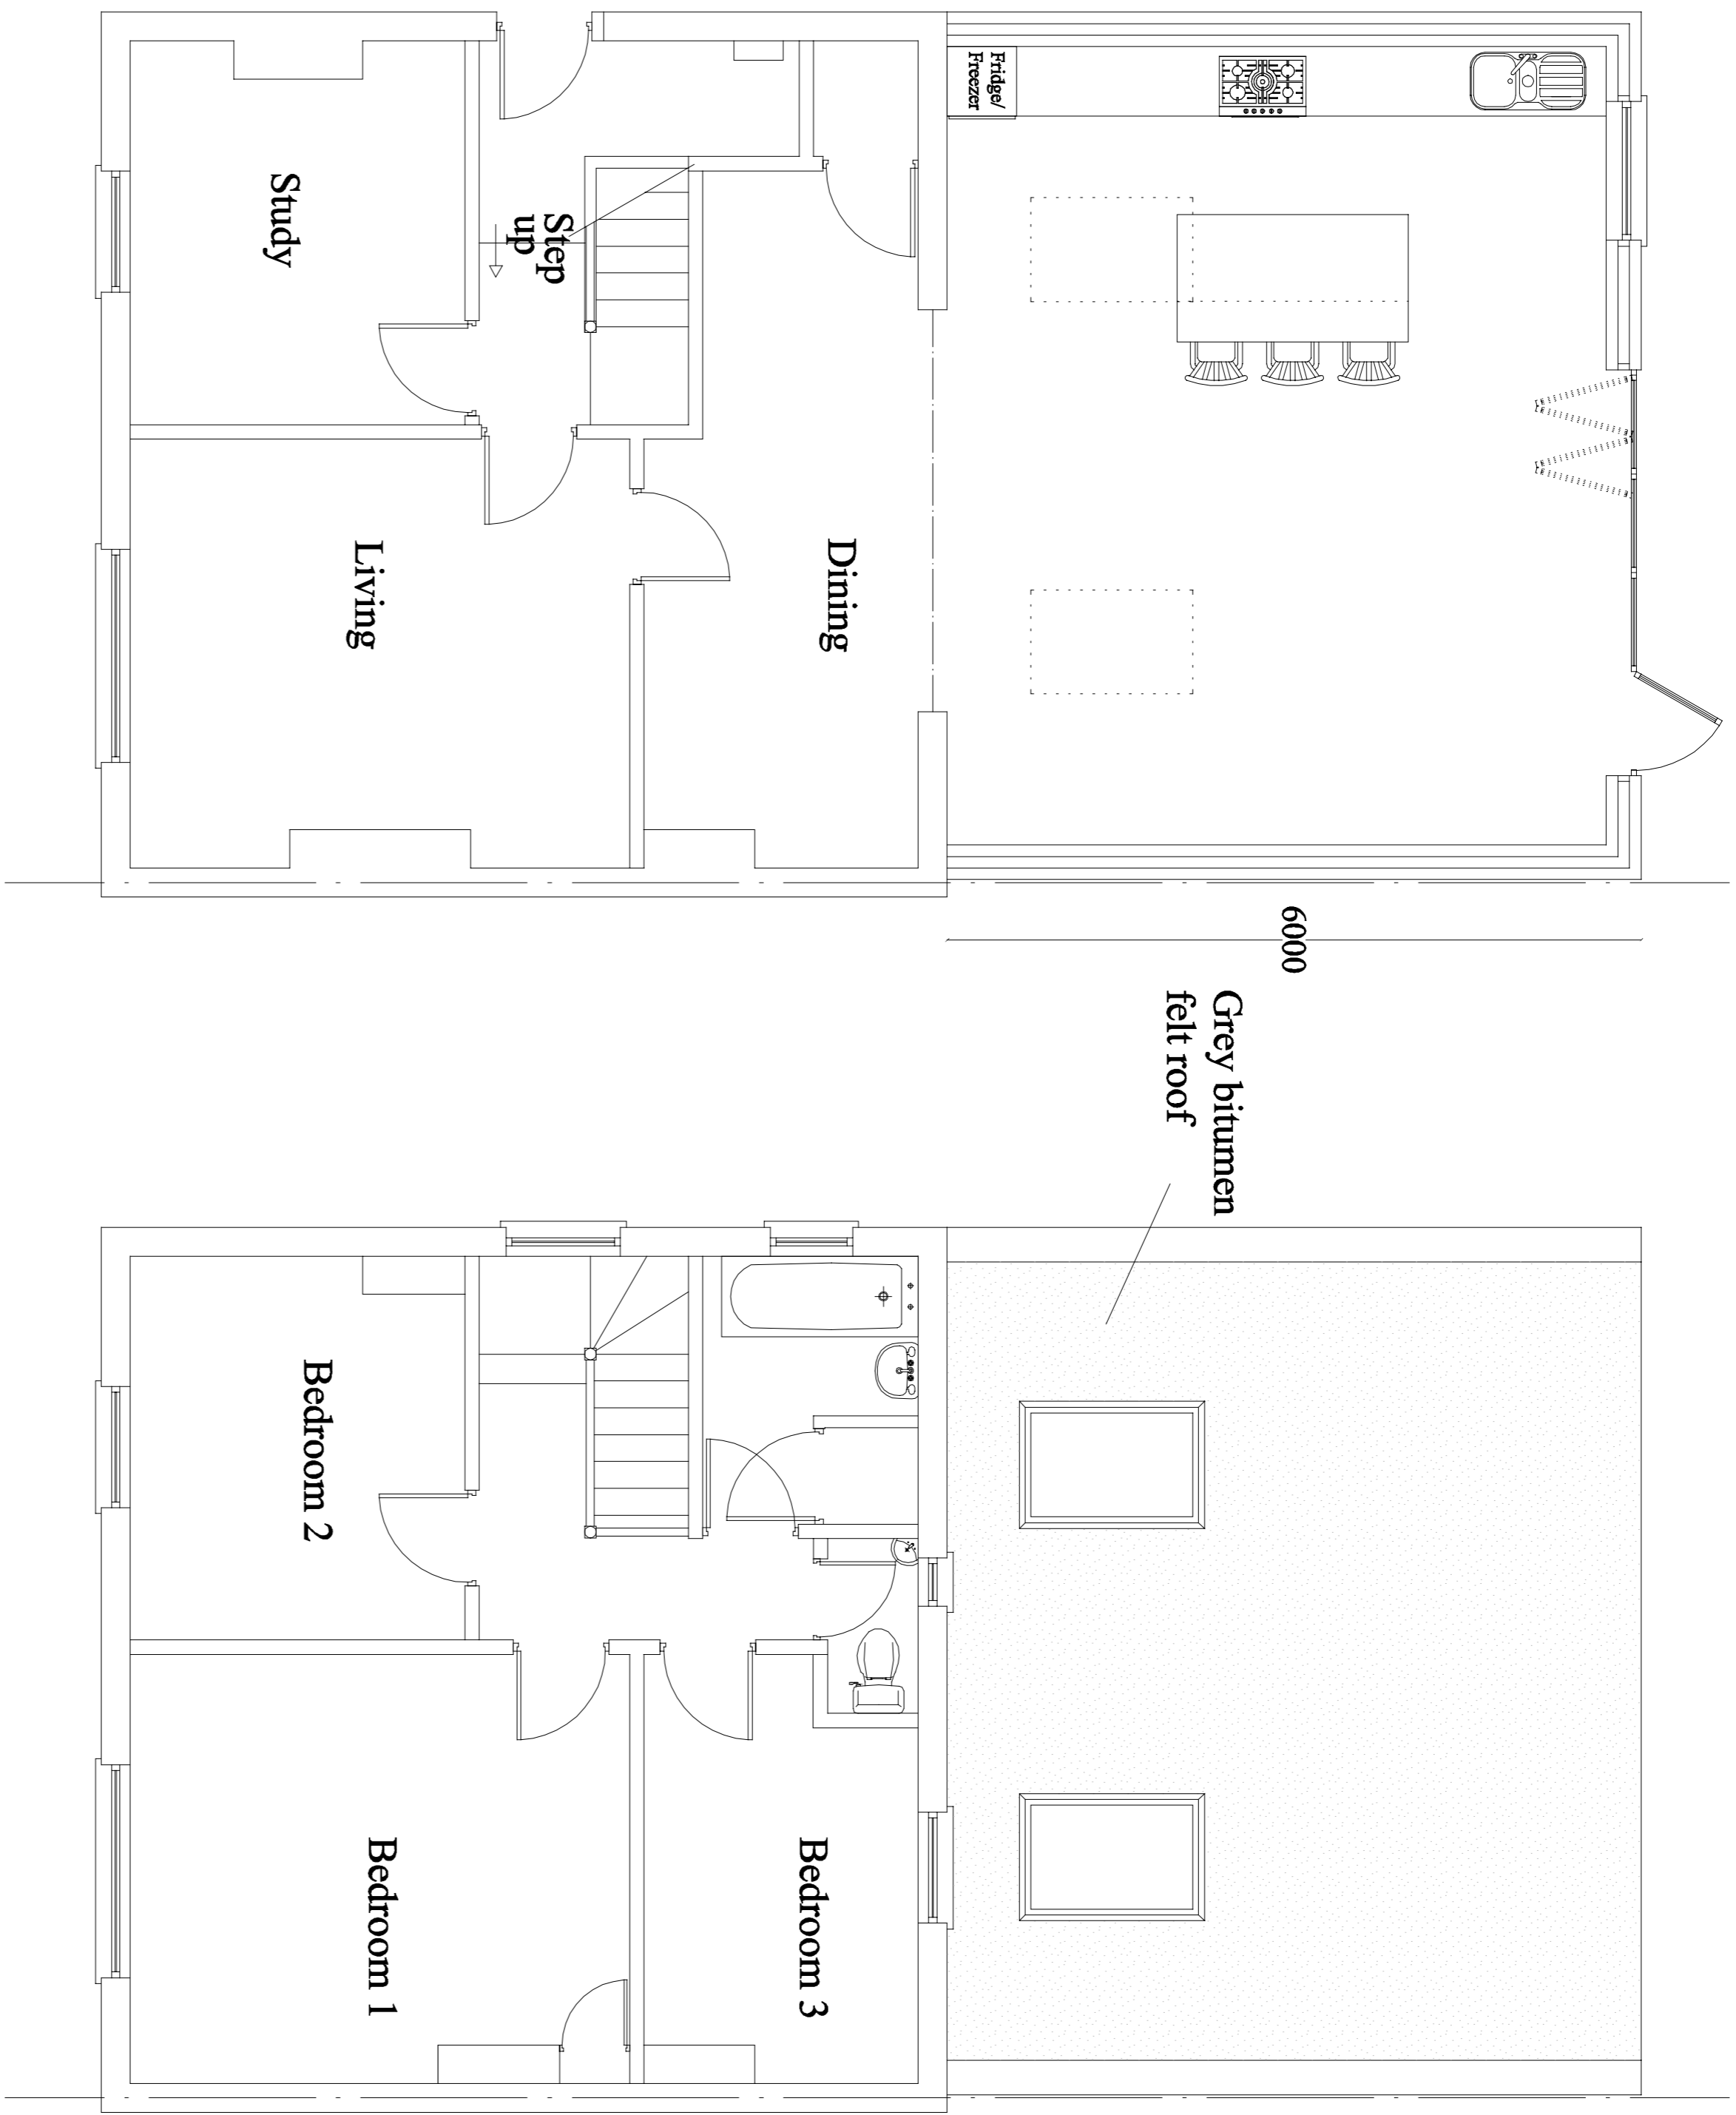 Fridge/
Freezer
Study
Step
up
Living
Dining
6000
Grey bitumen
felt roof
Bedroom 2
Bedroom 1
Bedroom 3